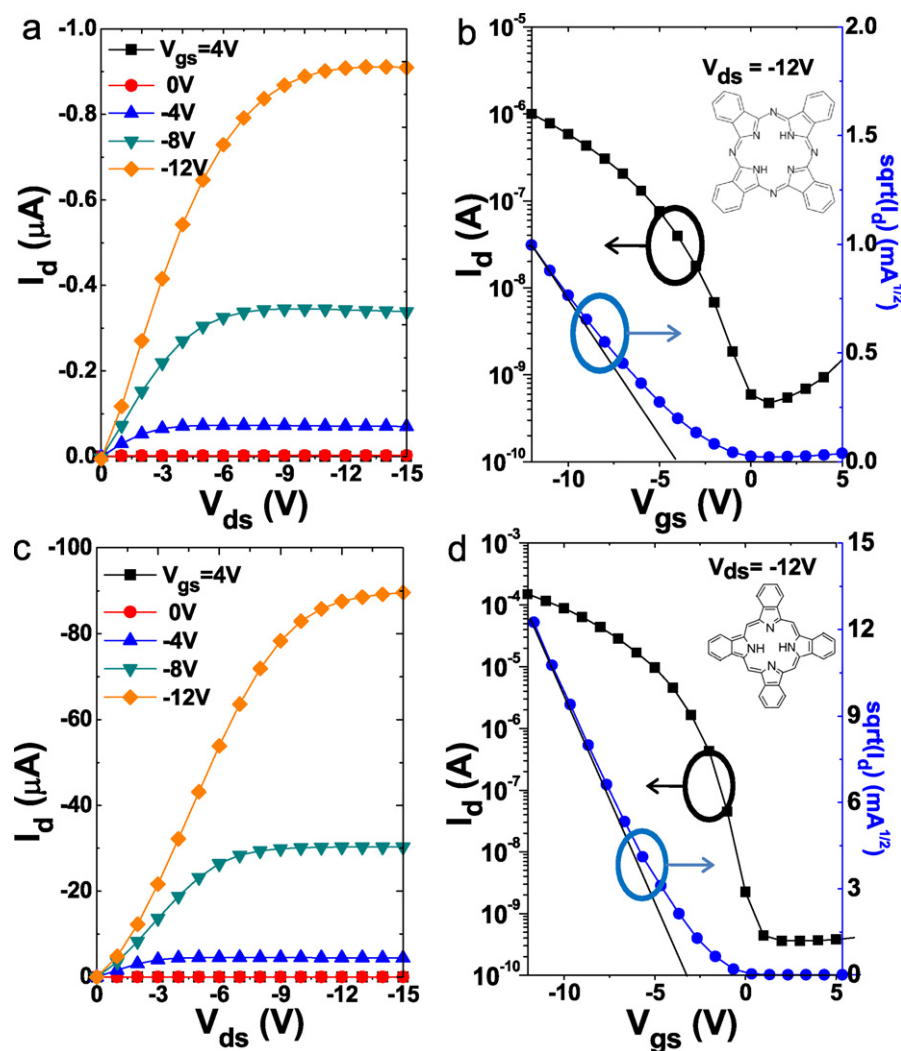 a
-1.0
-0.8
-0.6
-0.4
-0.2
0.0
I_d (μA)
V_gs=4V
0V
-4V
-8V
-12V
0 -3 -6 -9 -12 -15
V_ds (V)
b
10^-5
10^-6
10^-7
10^-8
10^-9
10^-10
I_d (A)
V_ds = -12V
N
N
N HN
N N
NH N
N
N
2.0
1.5
1.0
0.5
0.0
sqrt(I_d) (mA^1/2)
-10 -5 0 5
V_gs (V)
c
-100
-80
-60
-40
-20
0
I_d (μA)
V_gs=4V
0V
-4V
-8V
-12V
0 -3 -6 -9 -12 -15
V_ds (V)
d
10^-3
10^-4
10^-5
10^-6
10^-7
10^-8
10^-9
10^-10
I_d (A)
V_ds= -12V
N
NH HN
N
15
12
9
6
3
0
sqrt(I_d) (mA^1/2)
-10 -5 0 5
V_gs (V)